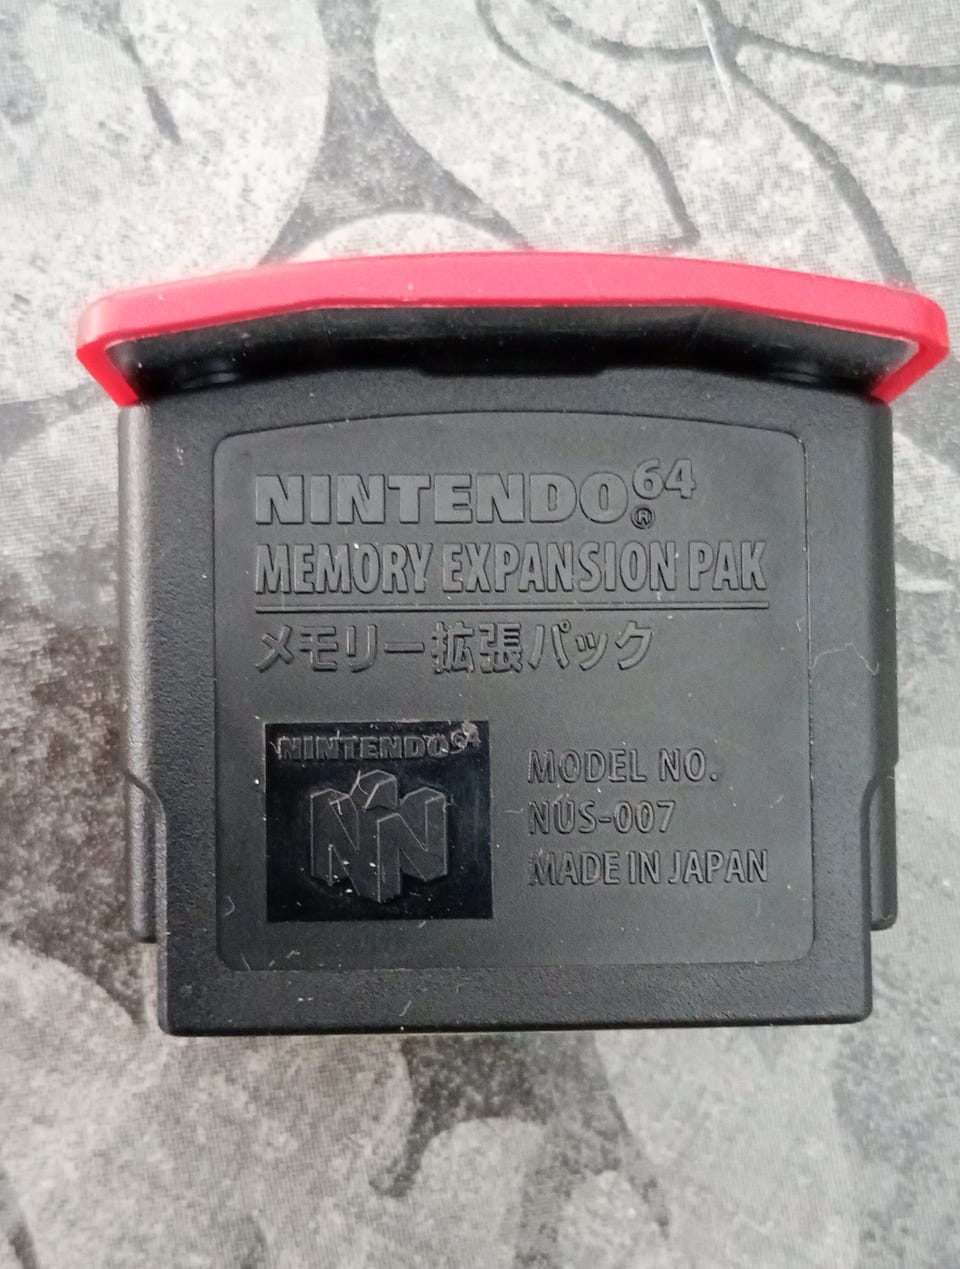 NINTENDO64®
MEMORY EXPANSION PAK
メモリー拡張パック
NINTENDO64
MODEL NO.
NUS-007
MADE IN JAPAN